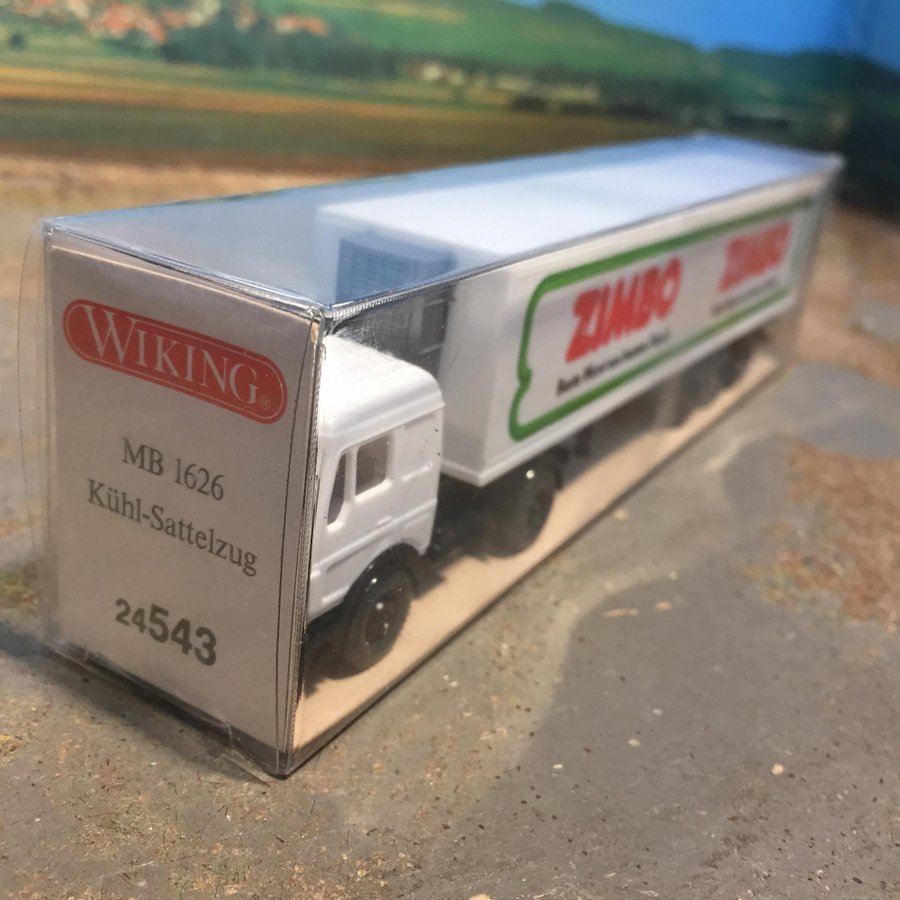 WIKING®
MB 1626
Kühl-Sattelzug
24543
ZIMBO
ZIMBO